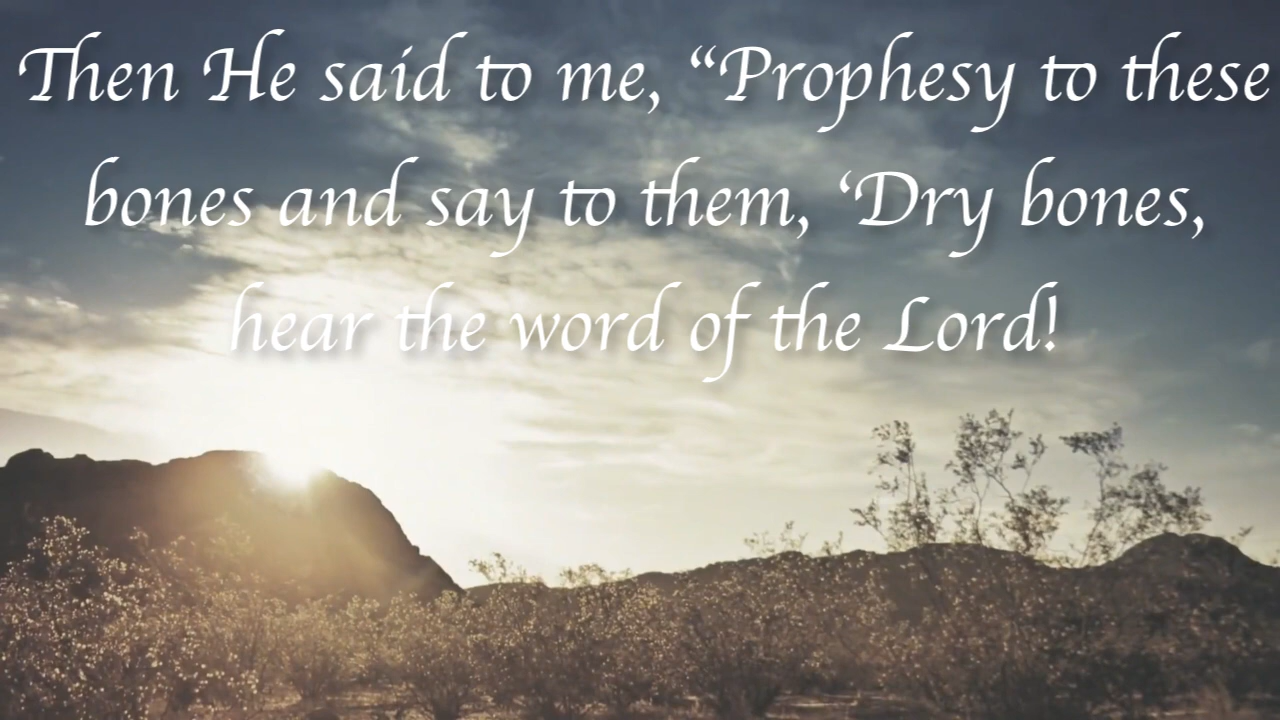 Then He said to me, “Prophesy to these
bones and say to them, ‘Dry bones,
hear the word of the Lord!